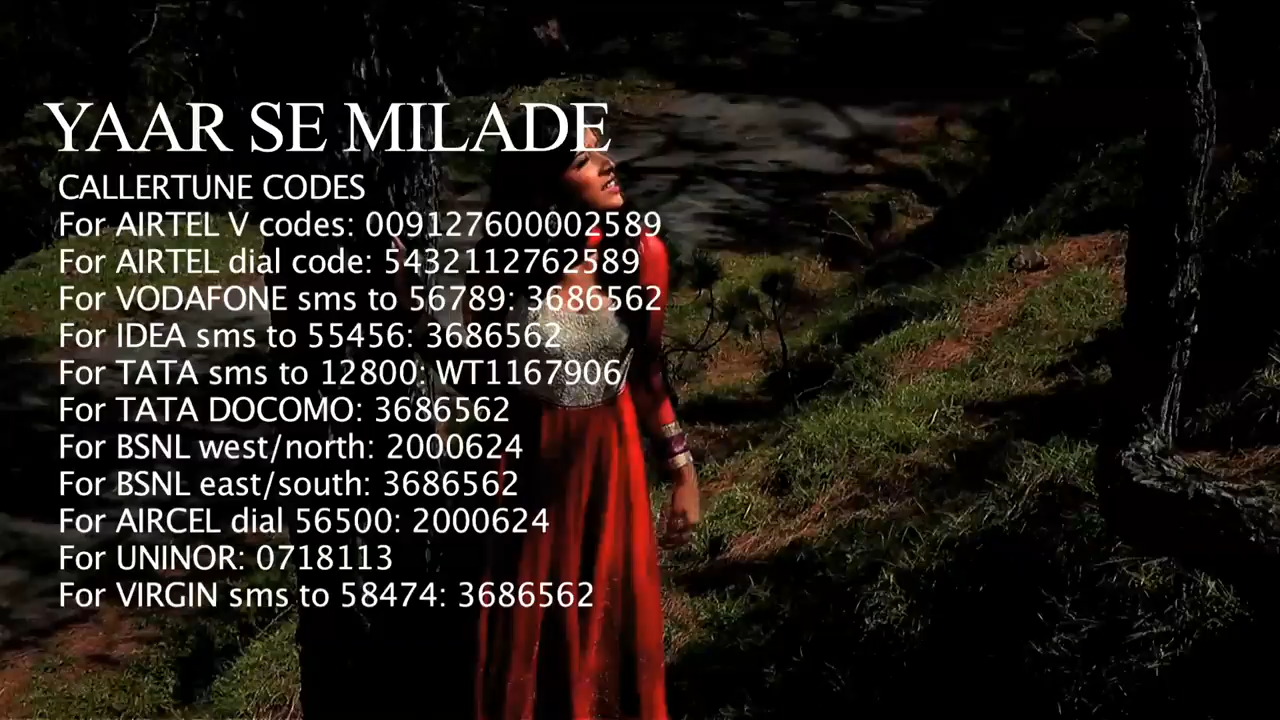 YAAR SE MILADE
CALLERTUNE CODES
For AIRTEL V codes: 009127600002589
For AIRTEL dial code: 5432112762589
For VODAFONE sms to 56789: 3686562
For IDEA sms to 55456: 3686562
For TATA sms to 12800: WT1167906
For TATA DOCOMO: 3686562
For BSNL west/north: 2000624
For BSNL east/south: 3686562
For AIRCEL dial 56500: 2000624
For UNINOR: 0718113
For VIRGIN sms to 58474: 3686562